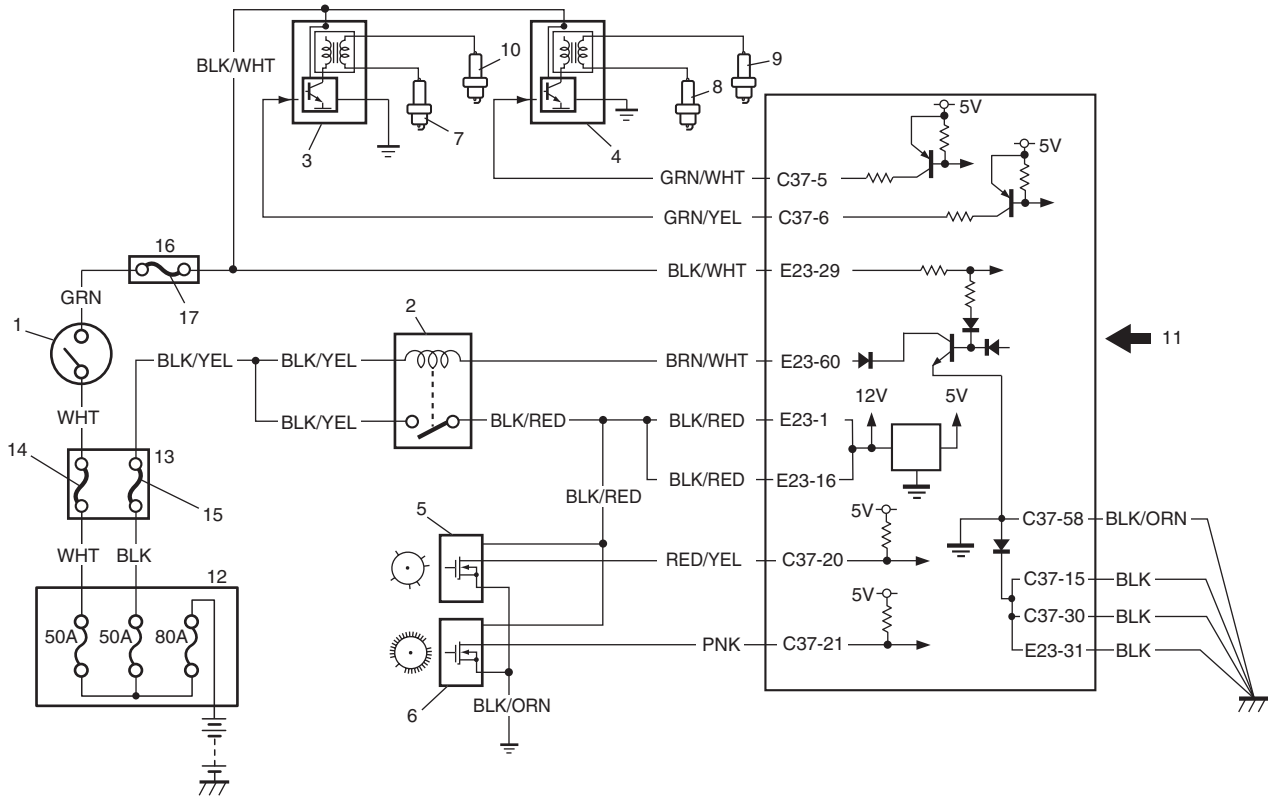 BLK/WHT
10
9
8
7
3
4
5V
5V
GRN/WHT
C37-5
GRN/YEL
C37-6
16
17
BLK/WHT
E23-29
GRN
1
2
11
BLK/YEL
BLK/YEL
BRN/WHT
E23-60
WHT
12V
5V
BLK/YEL
BLK/RED
BLK/RED
E23-1
14
13
15
BLK/RED
E23-16
BLK/RED
5
5V
C37-58
BLK/ORN
WHT
BLK
RED/YEL
C37-20
12
C37-15
BLK
5V
C37-30
BLK
50A
50A
80A
PNK
C37-21
E23-31
BLK
6
BLK/ORN